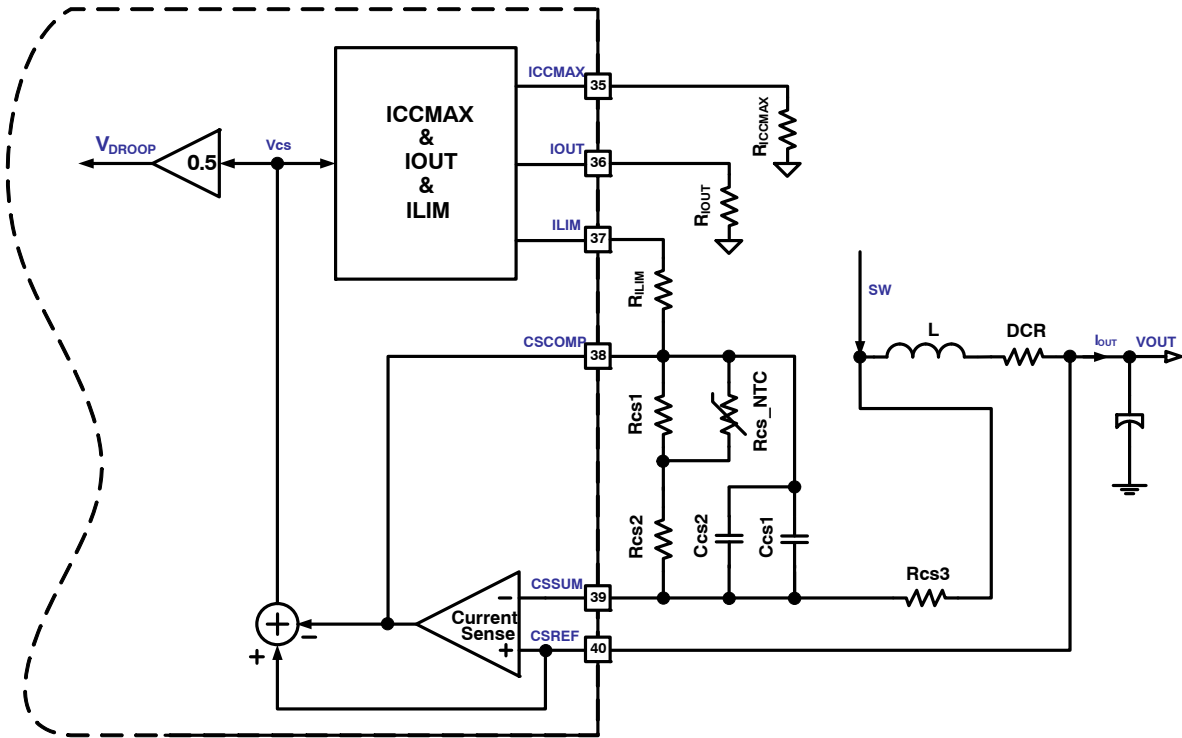 ICCMAX
35
RICCMAX
ICCMAX
&
IOUT
&
ILIM
VDROOP
0.5
Vcs
IOUT
36
RIOUT
ILIM
37
RILIM
SW
CSCOMP
38
L
DCR
IOUT
VOUT
Rcs1
Rcs_NTC
Rcs2
Ccs2
Ccs1
Rcs3
CSSUM
39
Current
Sense
−
+
CSREF
40
+
−
+